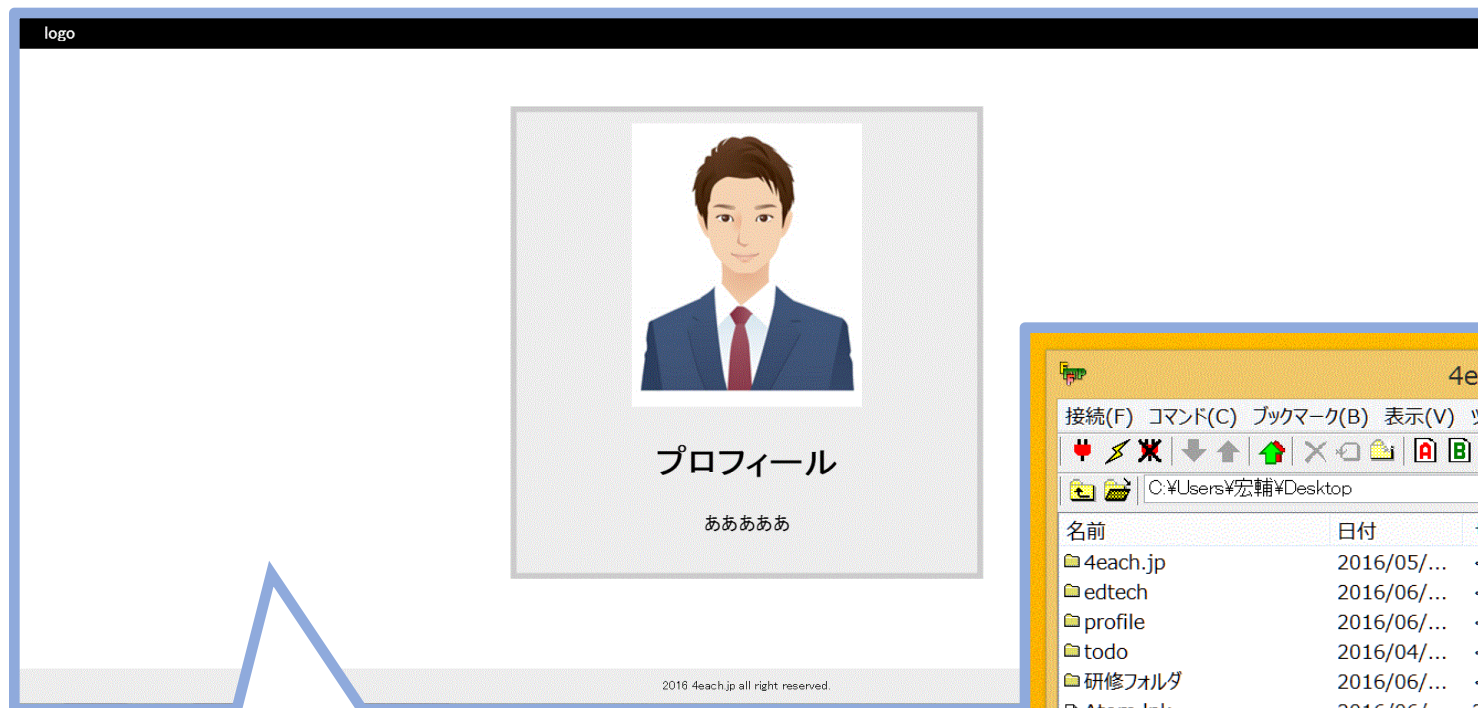 logo
プロフィール
あああああ
2016 4each.jp all right reserved.
4e
接続(F) コマンド(C) ブックマーク(B) 表示(V)
C:¥Users¥宏輔¥Desktop
名前 日付
4each.jp 2016/05/...
edtech 2016/06/...
profile 2016/06/...
todo 2016/04/...
研修フォルダ 2016/06/...